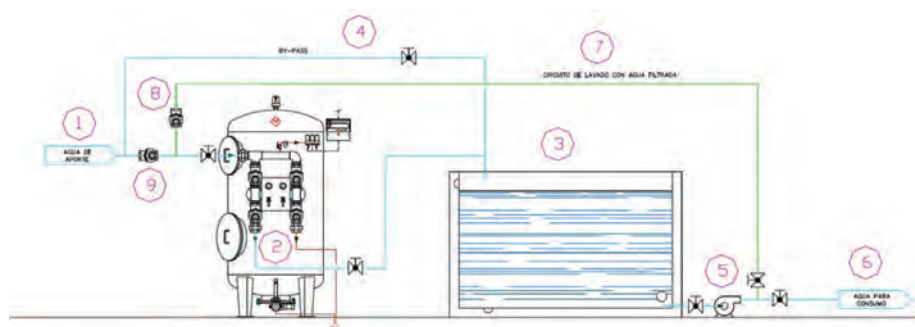 4
BY-PASS
7
CIRCUITO DE LAVADO CON AGUA FILTRADA
8
1
AGUA DE
APORTE
3
9
2
5
6
AGUA PARA
CONSUMO